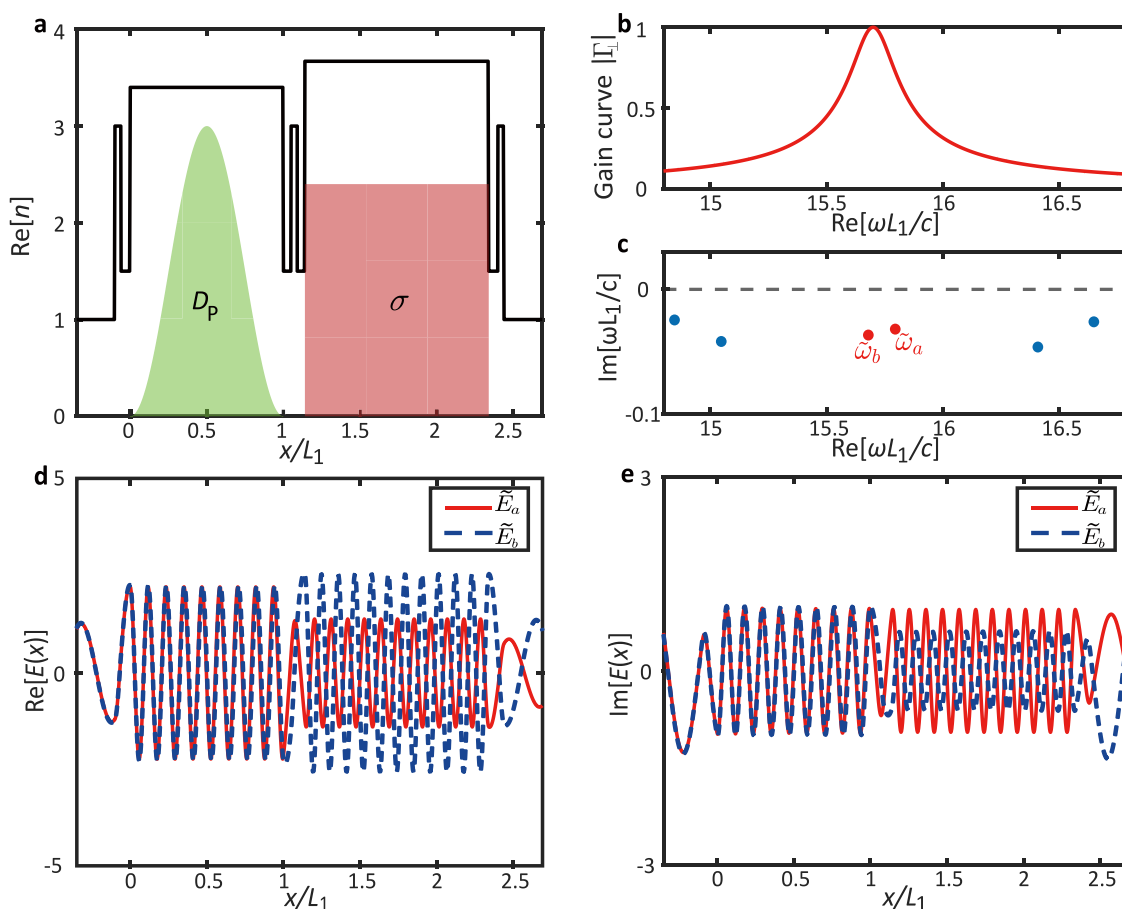 a
4
3
2
1
0
Re[n]
D_P
σ
0
0.5
1
1.5
2
2.5
x/L_1
b
1
0.5
0
Gain curve |Γ_⊥|
15
15.5
16
16.5
Re[ωL_1/c]
c
0
-0.1
Im[ωL_1/c]
ω̃_b
ω̃_a
15
15.5
16
16.5
Re[ωL_1/c]
d
5
0
-5
Re[E(x)]
Ẽ_a
Ẽ_b
0
0.5
1
1.5
2
2.5
x/L_1
e
3
0
-3
Im[E(x)]
Ẽ_a
Ẽ_b
0
0.5
1
1.5
2
2.5
x/L_1